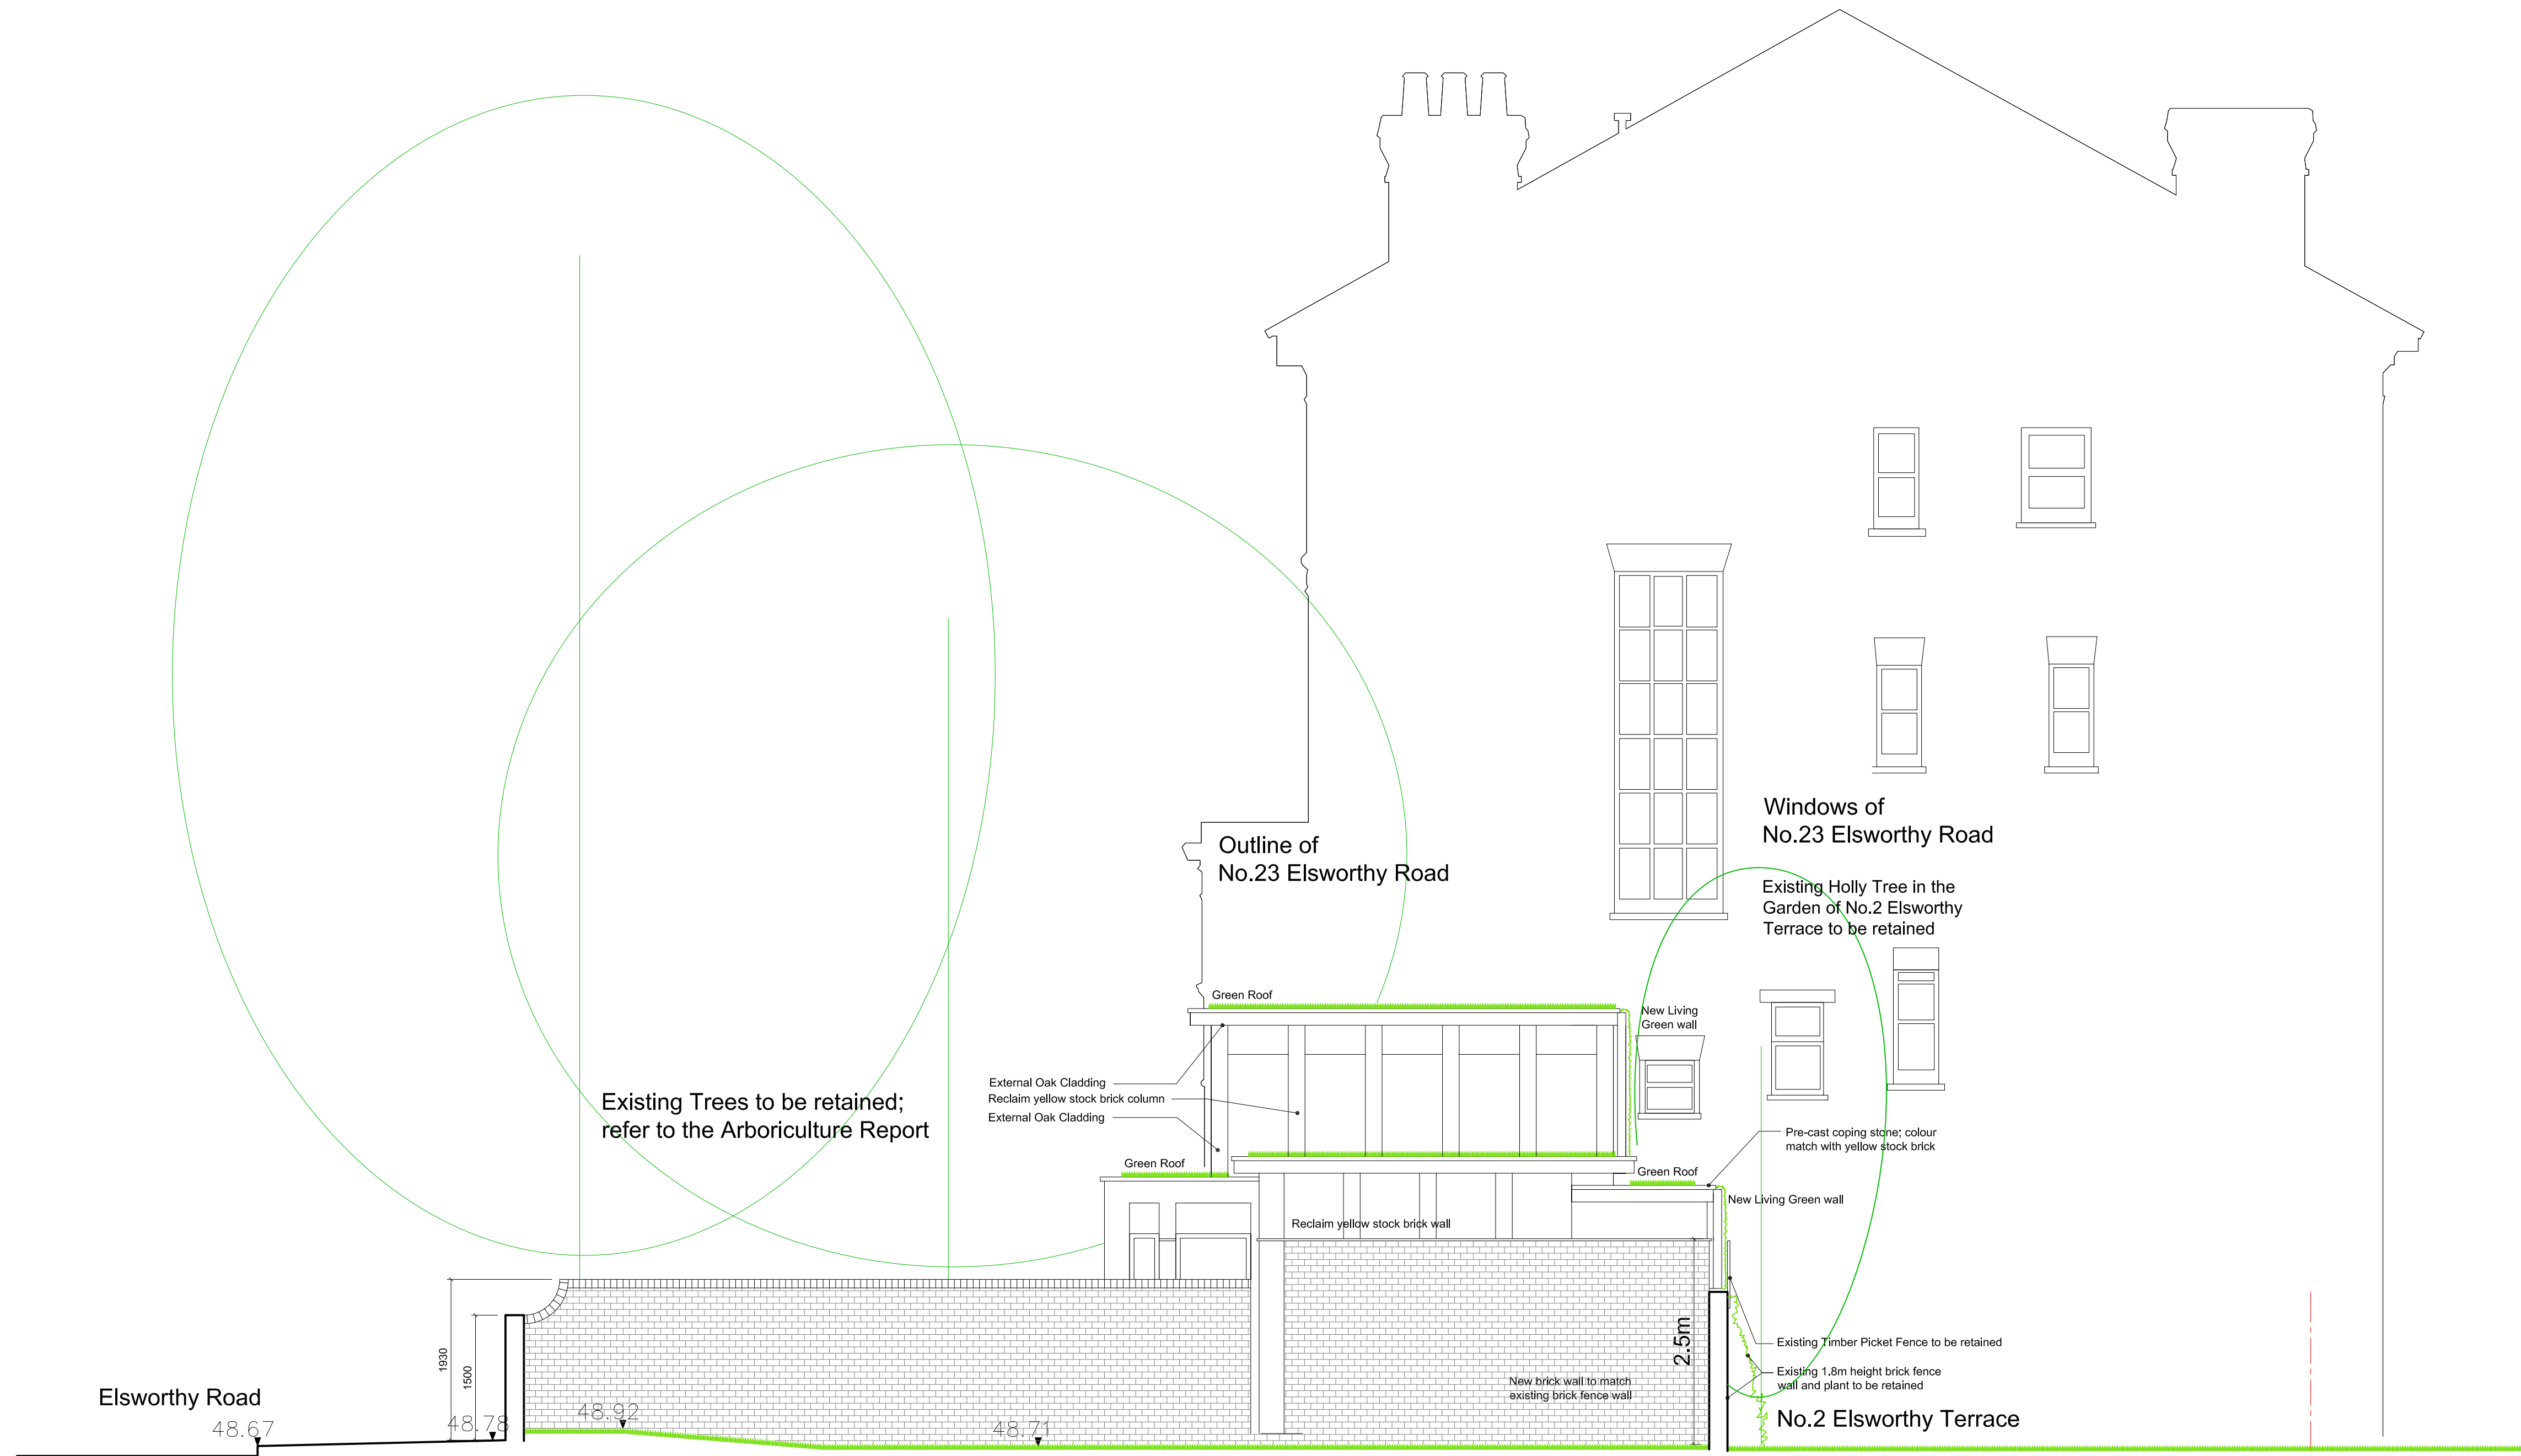 Windows of
No.23 Elsworthy Road
Outline of
No.23 Elsworthy Road
Existing Holly Tree in the
Garden of No.2 Elsworthy
Terrace to be retained
Green Roof
New Living
Green wall
External Oak Cladding
Reclaim yellow stock brick column
External Oak Cladding
Existing Trees to be retained;
refer to the Arboriculture Report
Pre-cast coping stone; colour
match with yellow stock brick
Green Roof
Green Roof
New Living Green wall
Reclaim yellow stock brick wall
2.5m
Existing Timber Picket Fence to be retained
1930
1500
Existing 1.8m height brick fence
wall and plant to be retained
New brick wall to match
existing brick fence wall
Elsworthy Road
48.67
48.78
48.92
48.71
No.2 Elsworthy Terrace